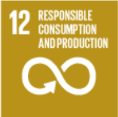 12 RESPONSIBLE
CONSUMPTION
AND PRODUCTION